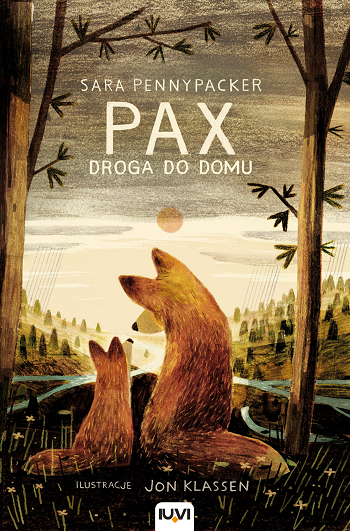 SARA PENNYPACKER
PAX
DROGA DO DOMU
ILUSTRACJE JON KLASSEN
IUVI